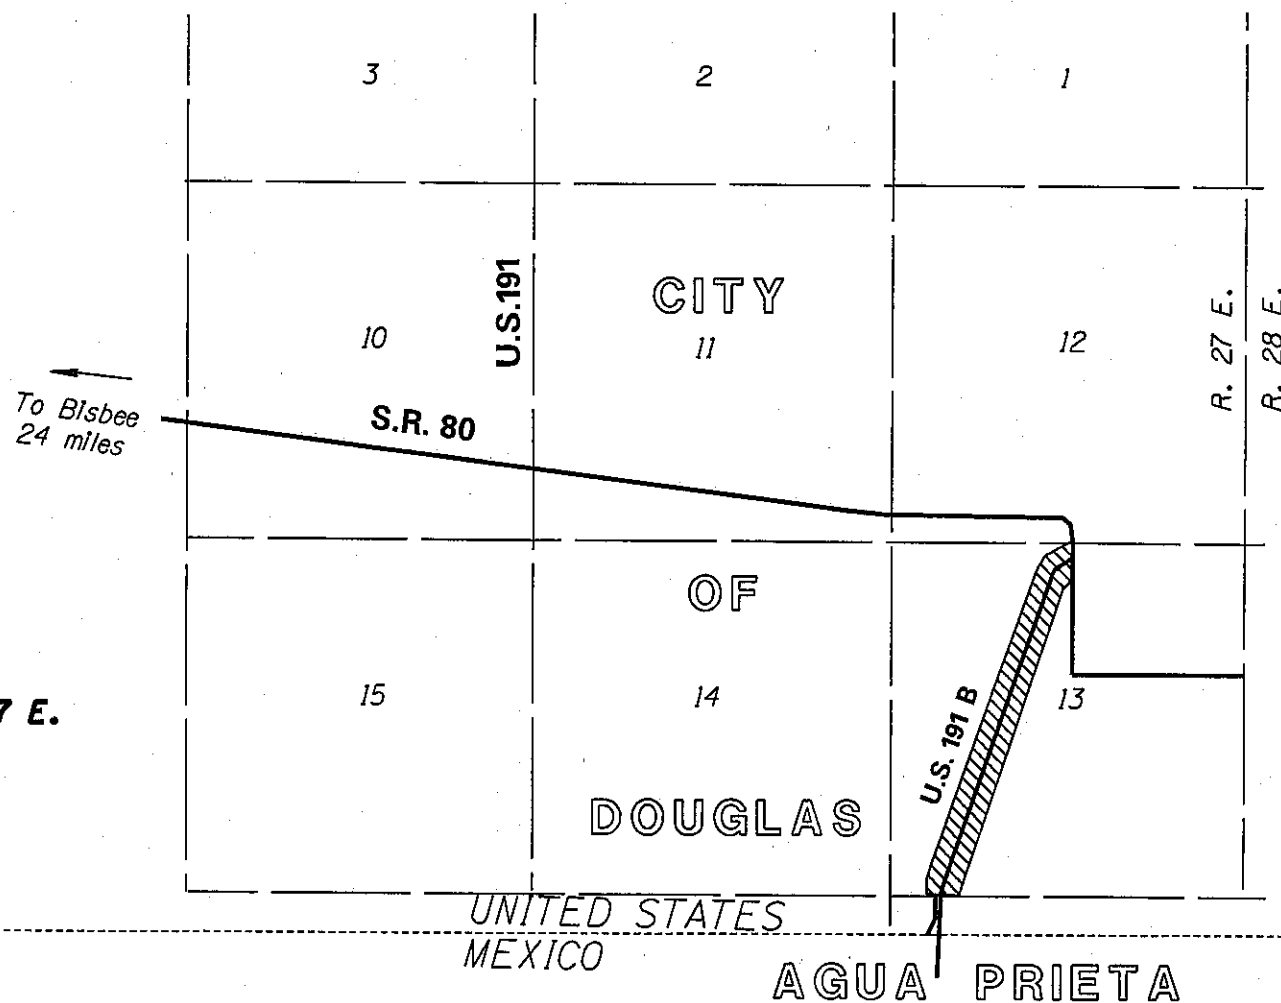 3
2
1
CITY
U.S.191
10
11
12
R. 27 E.
R. 28 E.
To Bisbee
24 miles
S.R. 80
OF
15
14
13
7 E.
U.S. 191 B
DOUGLAS
UNITED STATES
MEXICO
AGUA PRIETA